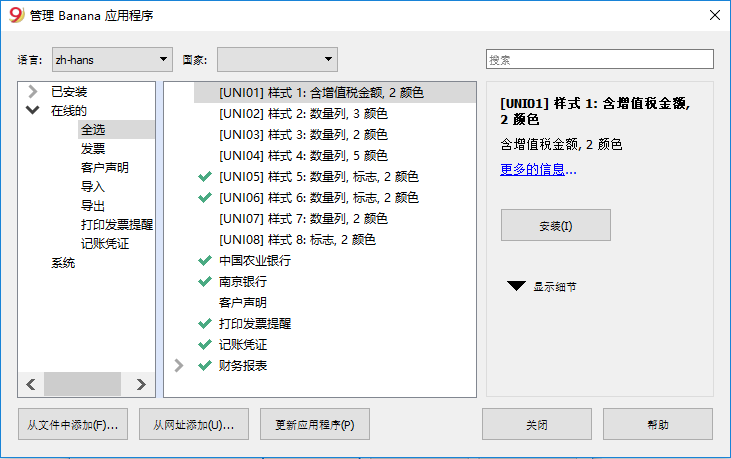 管理 Banana 应用程序
语言: zh-hans 国家: 搜索
已安装
在线的
全选
发票
客户声明
导入
导出
打印发票提醒
记账凭证
系统
[UNI01] 样式 1: 含增值税金额, 2 颜色
[UNI02] 样式 2: 数量列, 3 颜色
[UNI03] 样式 3: 数量列, 2 颜色
[UNI04] 样式 4: 数量列, 5 颜色
[UNI05] 样式 5: 数量列, 标志, 2 颜色
[UNI06] 样式 6: 数量列, 标志, 2 颜色
[UNI07] 样式 7: 数量列, 2 颜色
[UNI08] 样式 8: 标志, 2 颜色
中国农业银行
南京银行
客户声明
打印发票提醒
记账凭证
财务报表
[UNI01] 样式 1: 含增值税金额,
2 颜色
含增值税金额, 2 颜色
更多的信息...
安装(I)
显示细节
从文件中添加(F)... 从网址添加(U)... 更新应用程序(P) 关闭 帮助